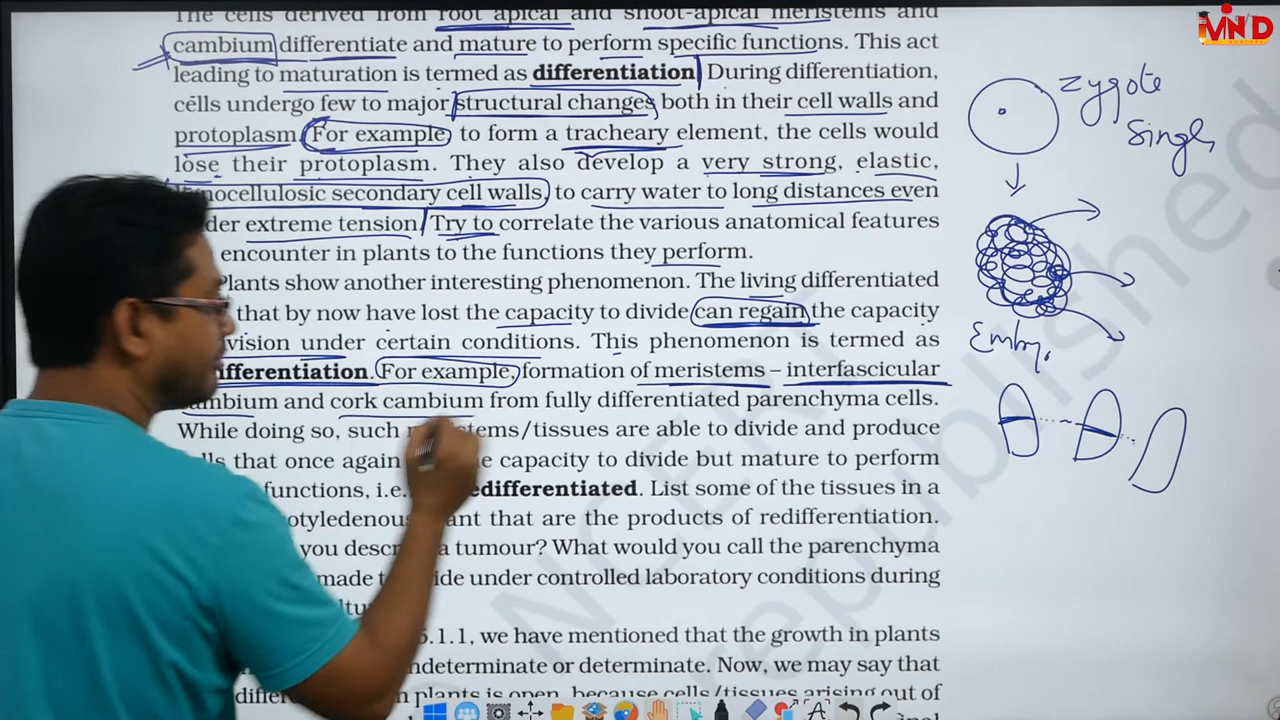 The cells derived from root apical and shoot-apical meristems and
cambium differentiate and mature to perform specific functions. This act
leading to maturation is termed as differentiation. During differentiation,
cells undergo few to major structural changes both in their cell walls and
protoplasm. For example, to form a tracheary element, the cells would
lose their protoplasm. They also develop a very strong, elastic,
nocellulosic secondary cell walls, to carry water to long distances even
der extreme tension. Try to correlate the various anatomical features
encounter in plants to the functions they perform.
Plants show another interesting phenomenon. The living differentiated
that by now have lost the capacity to divide can regain the capacity
vision under certain conditions. This phenomenon is termed as
ifferentiation. For example, formation of meristems – interfascicular
ambium and cork cambium from fully differentiated parenchyma cells.
While doing so, such stems/tissues are able to divide and produce
lls that once again e capacity to divide but mature to perform
functions, i.e. edifferentiated. List some of the tissues in a
otyledenous ant that are the products of redifferentiation.
you descr a tumour? What would you call the parenchyma
made t ide under controlled laboratory conditions during
ltu
5.1.1, we have mentioned that the growth in plants
ndeterminate or determinate. Now, we may say that
differ n plants is open, because cells/tissues arising out of
MIND
zygote
Singl
Embry.
NCERT
republished